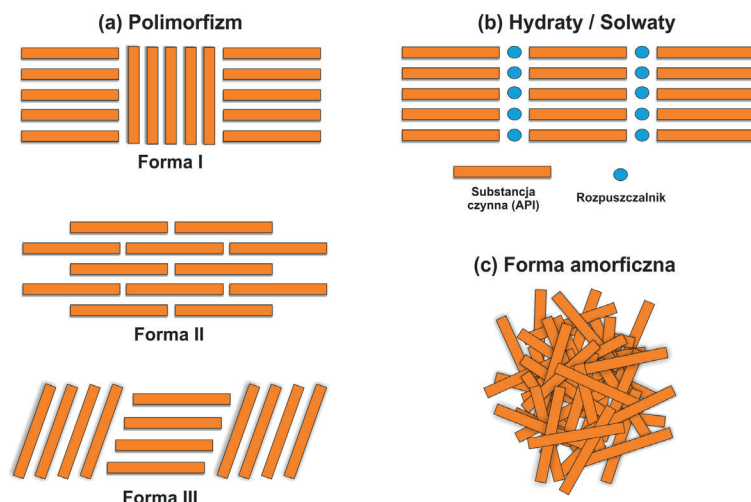 (a) Polimorfizm
Forma I
Forma II
Forma III
(b) Hydraty / Solwaty
Substancja
czynna (API)
Rozpuszczalnik
(c) Forma amorficzna